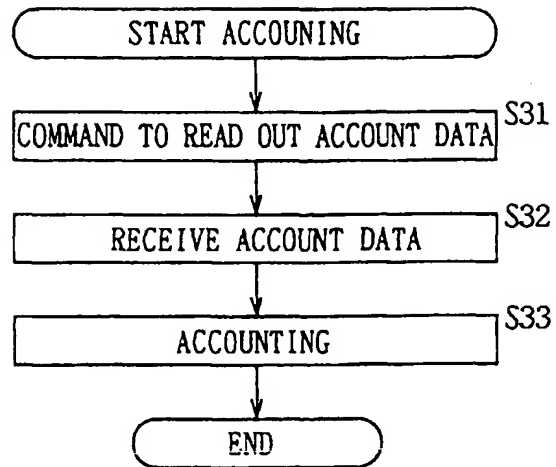 START ACCOUNING
S31
COMMAND TO READ OUT ACCOUNT DATA
S32
RECEIVE ACCOUNT DATA
S33
ACCOUNTING
END